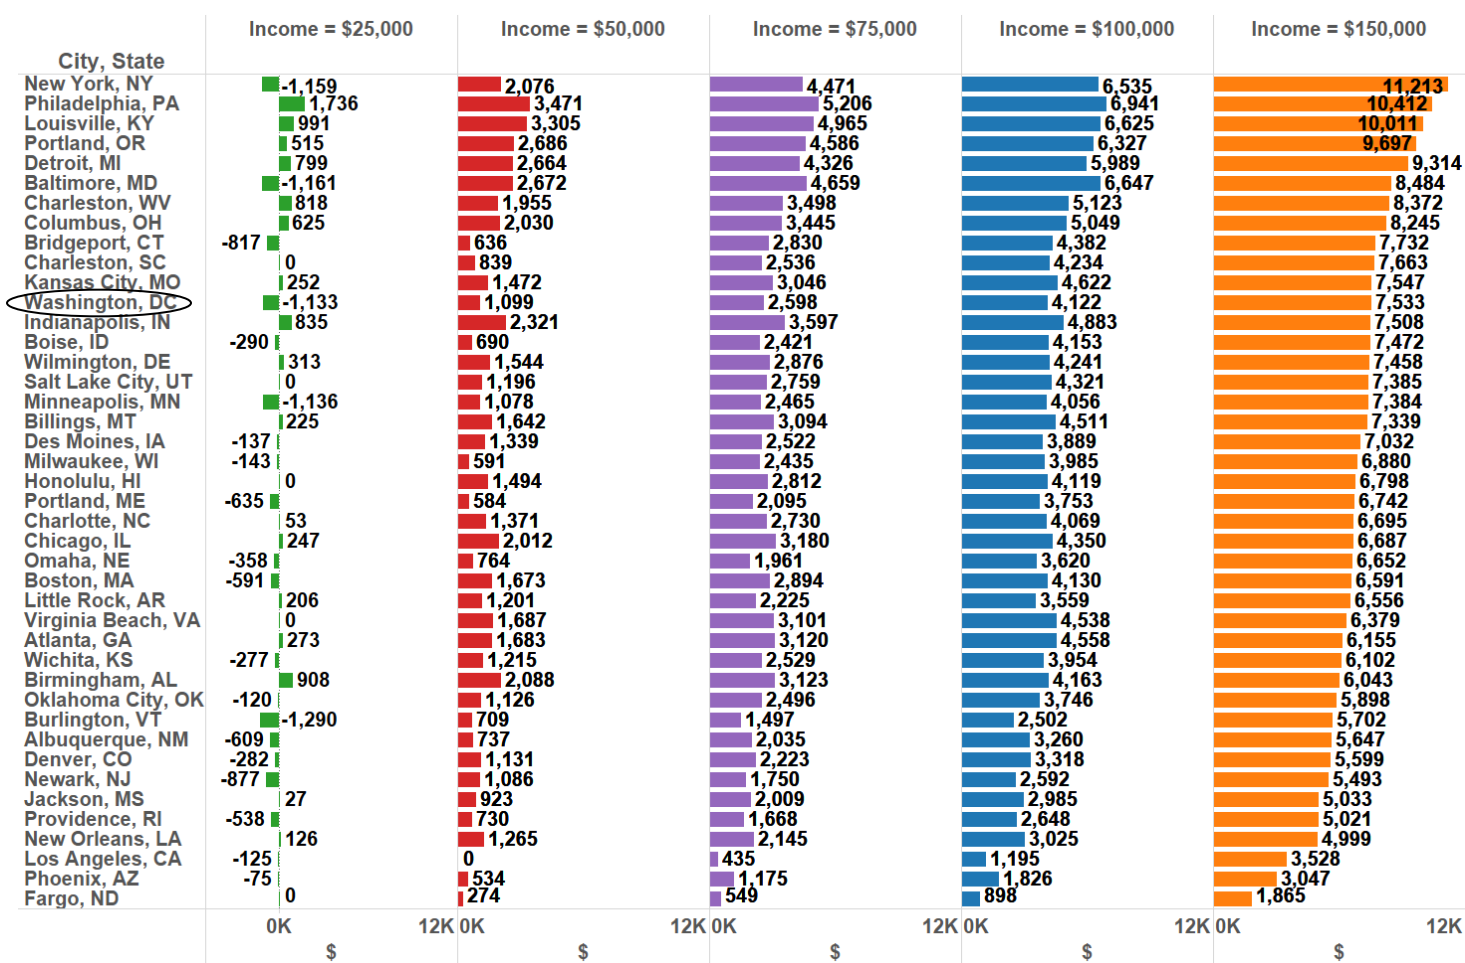 Income = $25,000 Income = $50,000 Income = $75,000 Income = $100,000 Income = $150,000
City, State
New York, NY -1,159 2,076 4,471 6,535 11,213
Philadelphia, PA 1,736 3,471 5,206 6,941 10,412
Louisville, KY 991 3,305 4,965 6,625 10,011
Portland, OR 515 2,686 4,586 6,327 9,697
Detroit, MI 799 2,664 4,326 5,989 9,314
Baltimore, MD -1,161 2,672 4,659 6,647 8,484
Charleston, WV 818 1,955 3,498 5,123 8,372
Columbus, OH 625 2,030 3,445 5,049 8,245
Bridgeport, CT -817 636 2,830 4,382 7,732
Charleston, SC 0 839 2,536 4,234 7,663
Kansas City, MO 252 1,472 3,046 4,622 7,547
Washington, DC -1,133 1,099 2,598 4,122 7,533
Indianapolis, IN 835 2,321 3,597 4,883 7,508
Boise, ID -290 690 2,421 4,153 7,472
Wilmington, DE 313 1,544 2,876 4,241 7,458
Salt Lake City, UT 0 1,196 2,759 4,321 7,385
Minneapolis, MN -1,136 1,078 2,465 4,056 7,384
Billings, MT 225 1,642 3,094 4,511 7,339
Des Moines, IA -137 1,339 2,522 3,889 7,032
Milwaukee, WI -143 591 2,435 3,985 6,880
Honolulu, HI 0 1,494 2,812 4,119 6,798
Portland, ME -635 584 2,095 3,753 6,742
Charlotte, NC 53 1,371 2,730 4,069 6,695
Chicago, IL 247 2,012 3,180 4,350 6,687
Omaha, NE -358 764 1,961 3,620 6,652
Boston, MA -591 1,673 2,894 4,130 6,591
Little Rock, AR 206 1,201 2,225 3,559 6,556
Virginia Beach, VA 0 1,687 3,101 4,538 6,379
Atlanta, GA 273 1,683 3,120 4,558 6,155
Wichita, KS -277 1,215 2,529 3,954 6,102
Birmingham, AL 908 2,088 3,123 4,163 6,043
Oklahoma City, OK -120 1,126 2,496 3,746 5,898
Burlington, VT -1,290 709 1,497 2,502 5,702
Albuquerque, NM -609 737 2,035 3,260 5,647
Denver, CO -282 1,131 2,223 3,318 5,599
Newark, NJ -877 1,086 1,750 2,592 5,493
Jackson, MS 27 923 2,009 2,985 5,033
Providence, RI -538 730 1,668 2,648 5,021
New Orleans, LA 126 1,265 2,145 3,025 4,999
Los Angeles, CA -125 0 435 1,195 3,528
Phoenix, AZ -75 534 1,175 1,826 3,047
Fargo, ND 0 274 549 898 1,865
0K 12K 0K 12K 0K 12K 0K 12K 0K 12K
$ $ $ $ $